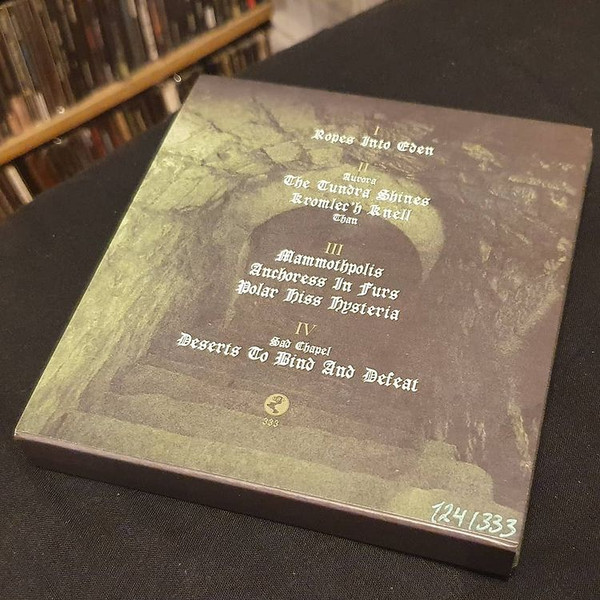 I
Ropes Into Eden
II
Aurora
The Tundra Shines
Kromlec'h Knell
Than
III
Mammothpolis
Anchoress In Furs
Polar Hiss Hysteria
IV
Sad Chapel
Deserts To Bind And Defeat
333
124/333